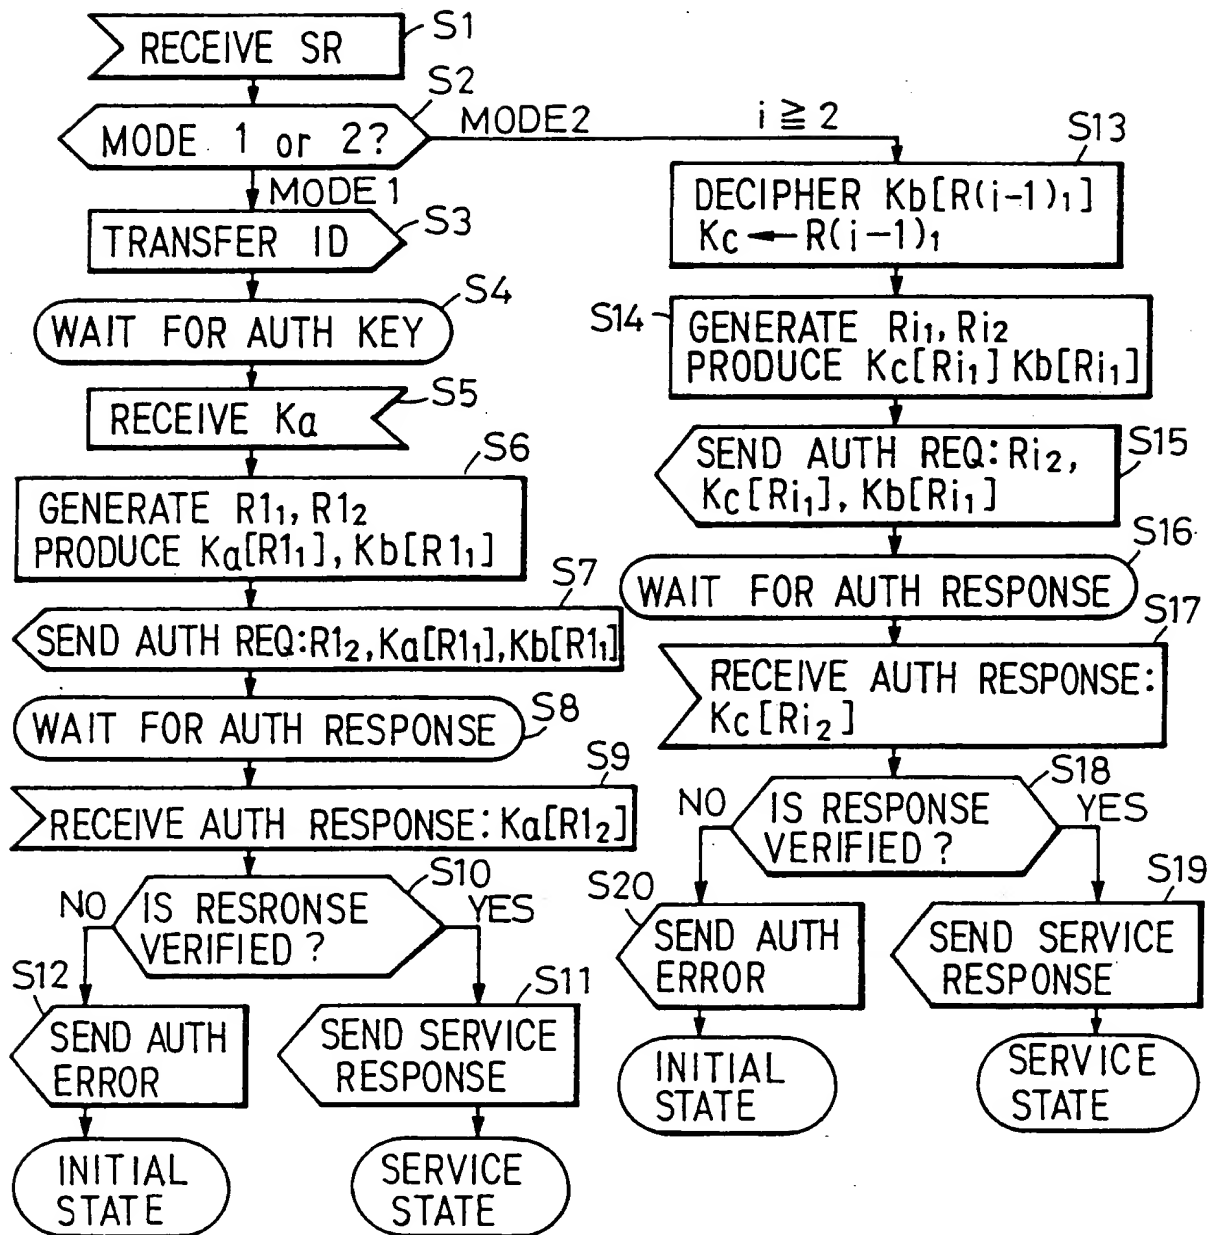 RECEIVE SR
S1
MODE 1 or 2?
S2
MODE2
i ≧ 2
MODE1
TRANSFER ID
S3
WAIT FOR AUTH KEY
S4
RECEIVE Ka
S5
S6
GENERATE R1₁, R1₂
PRODUCE Ka[R1₁], Kb[R1₁]
S7
SEND AUTH REQ:R1₂,Ka[R1₁],Kb[R1₁]
WAIT FOR AUTH RESPONSE
S8
S9
RECEIVE AUTH RESPONSE: Ka[R1₂]
S10
IS RESRONSE
VERIFIED ?
NO
YES
S12
SEND AUTH
ERROR
S11
SEND SERVICE
RESPONSE
INITIAL
STATE
SERVICE
STATE
S13
DECIPHER Kb[R(i-1)₁]
Kc ← R(i-1)₁
S14
GENERATE Ri₁, Ri₂
PRODUCE Kc[Ri₁] Kb[Ri₁]
SEND AUTH REQ: Ri₂,
Kc[Ri₁], Kb[Ri₁]
S15
S16
WAIT FOR AUTH RESPONSE
S17
RECEIVE AUTH RESPONSE:
Kc[Ri₂]
S18
IS RESPONSE
VERIFIED ?
NO
YES
S20
SEND AUTH
ERROR
S19
SEND SERVICE
RESPONSE
INITIAL
STATE
SERVICE
STATE